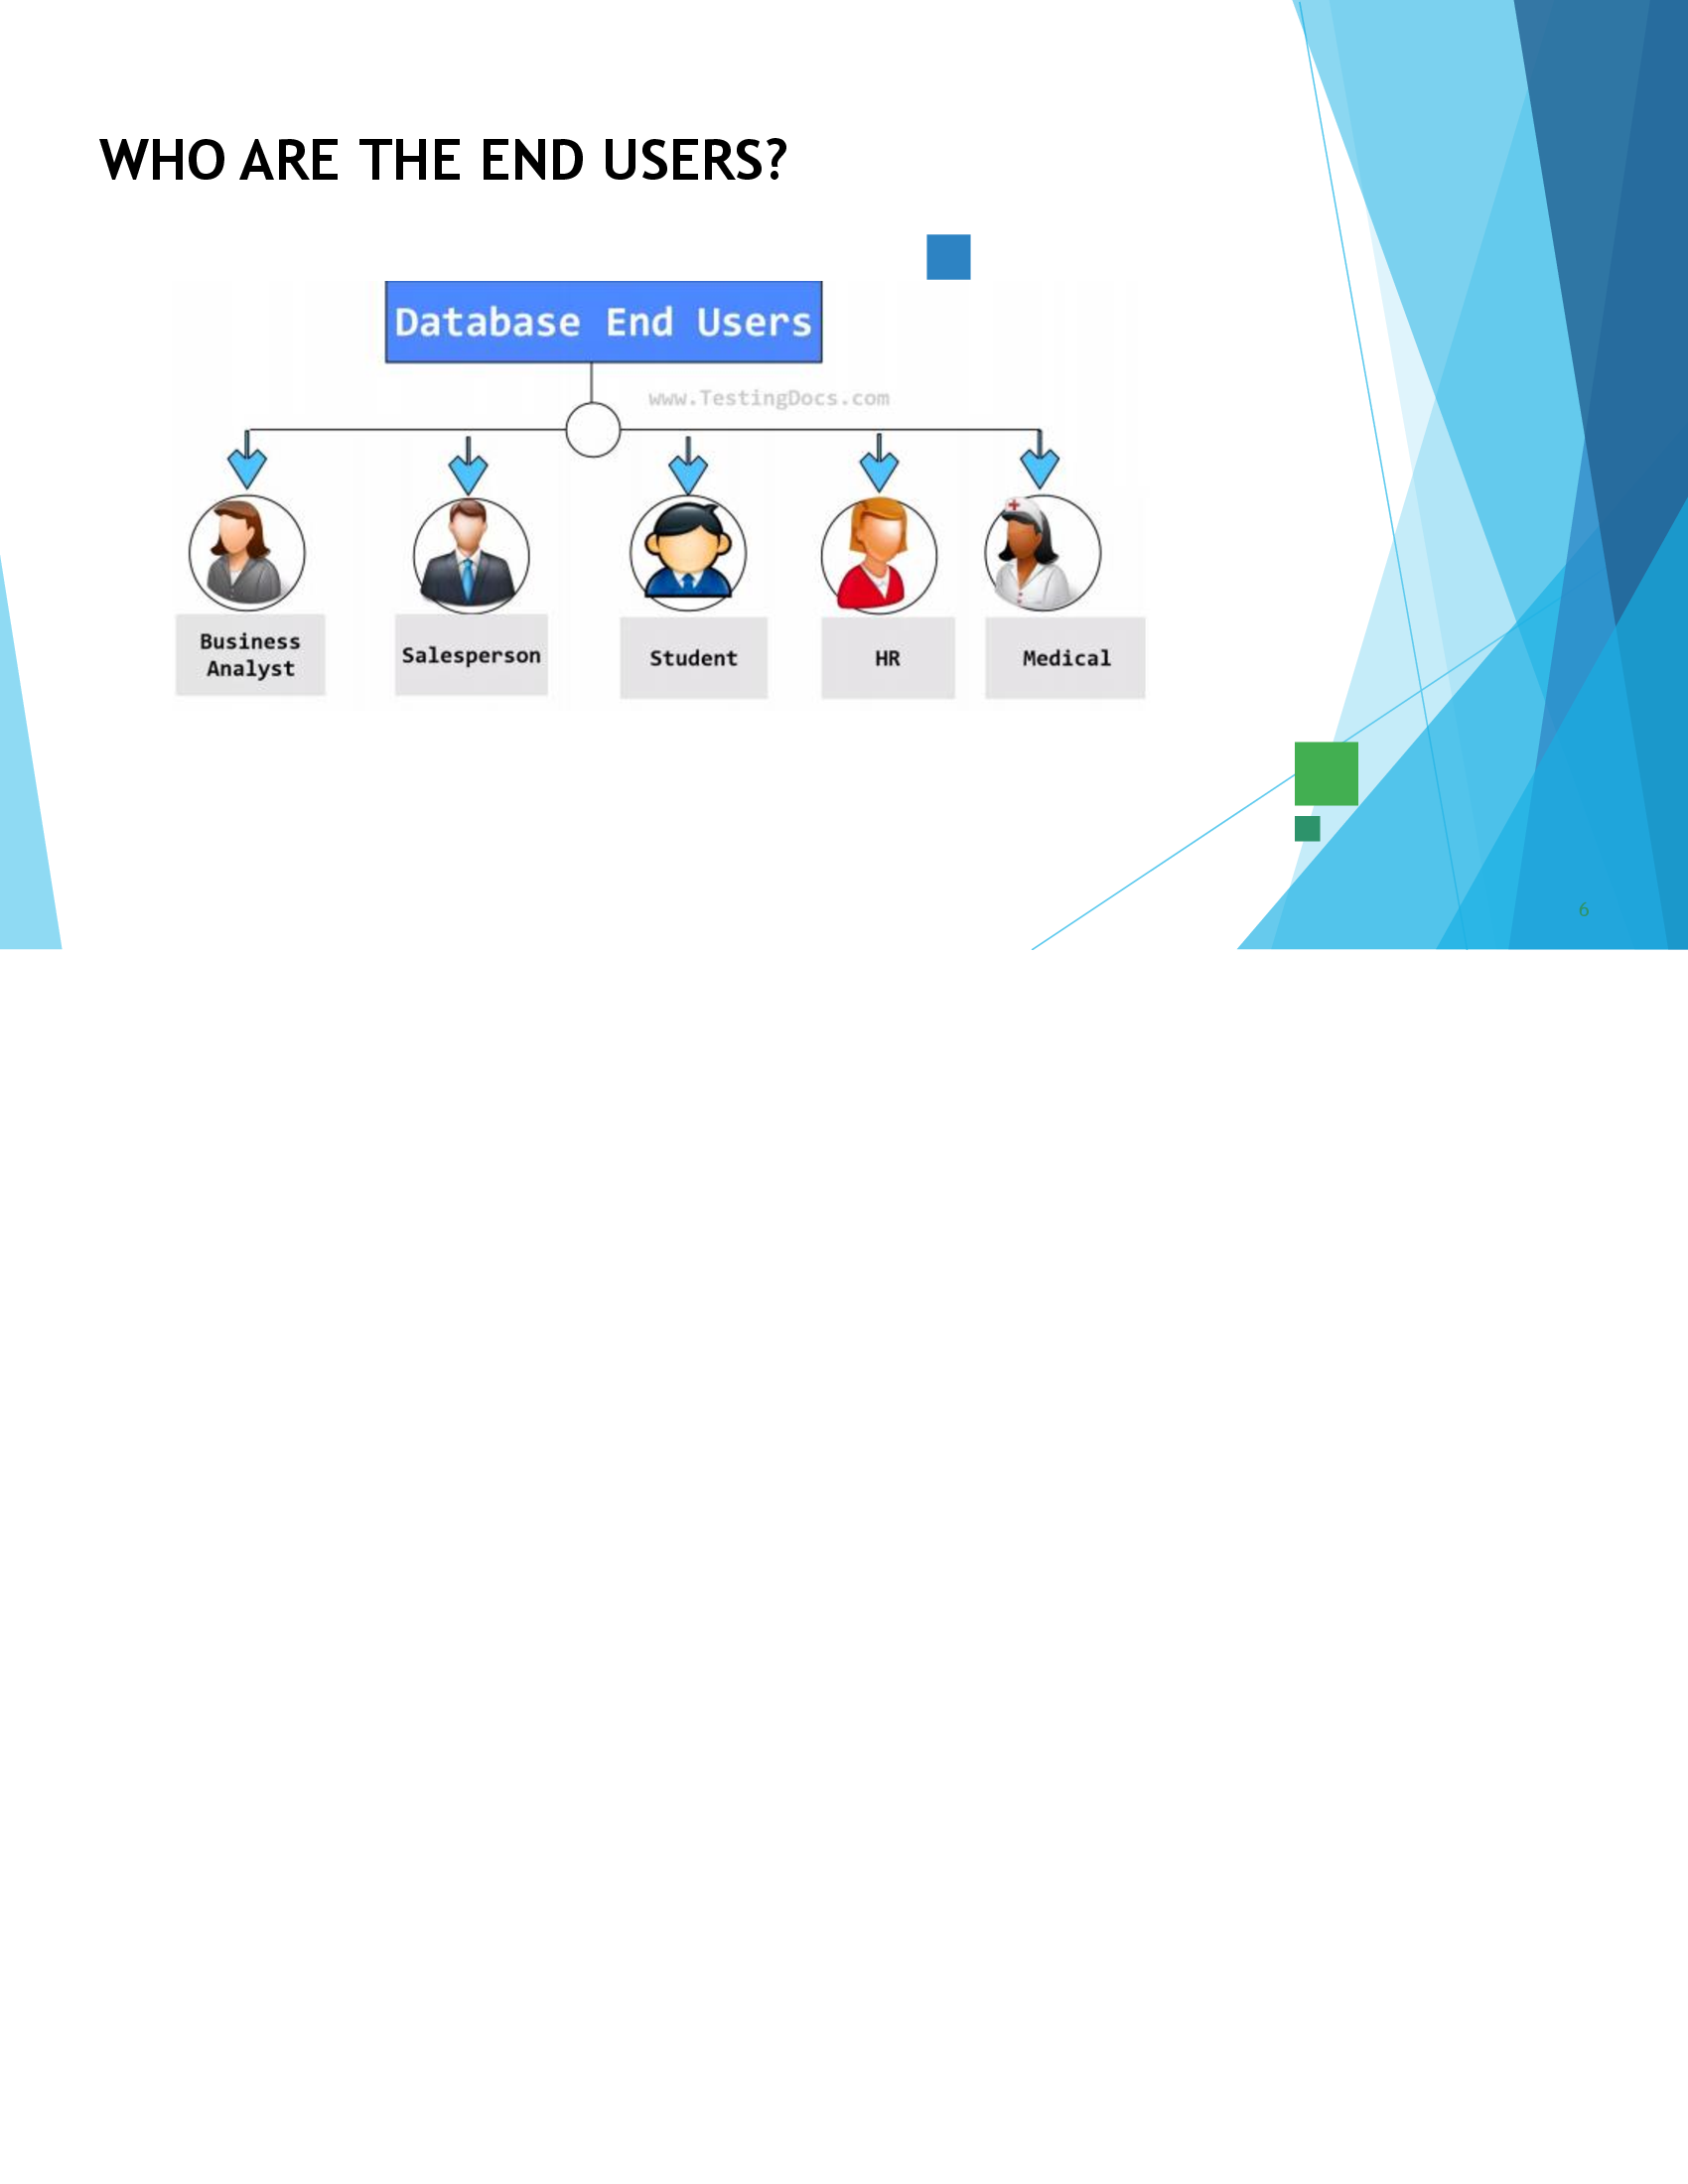 WHO ARE THE END USERS?
Database End Users
www.TestingDocs.com
Business
Analyst
Salesperson
Student
HR
Medical
6